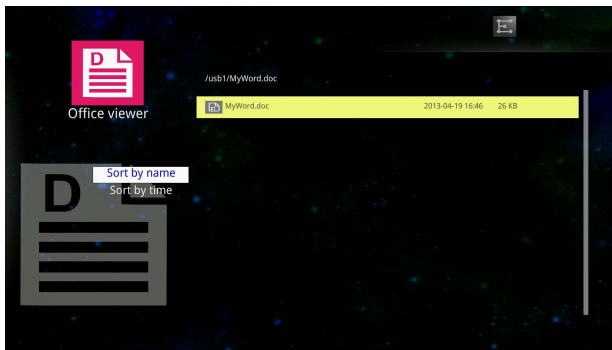 D
Office viewer
/usb1/MyWord.doc
MyWord.doc 2013-04-19 16:46 26 KB
Sort by name
Sort by time
D